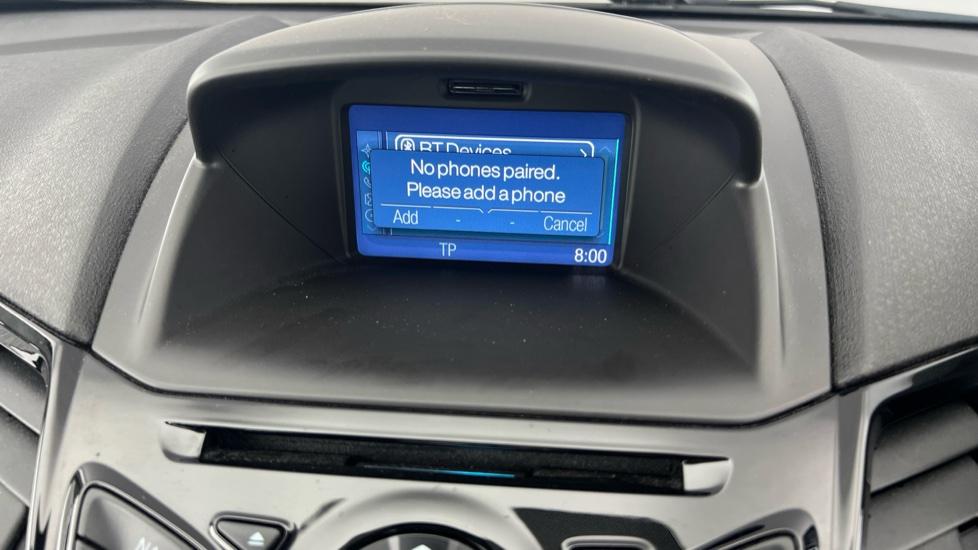 BT Devices
No phones paired.
Please add a phone
Add - - Cancel
TP 8:00